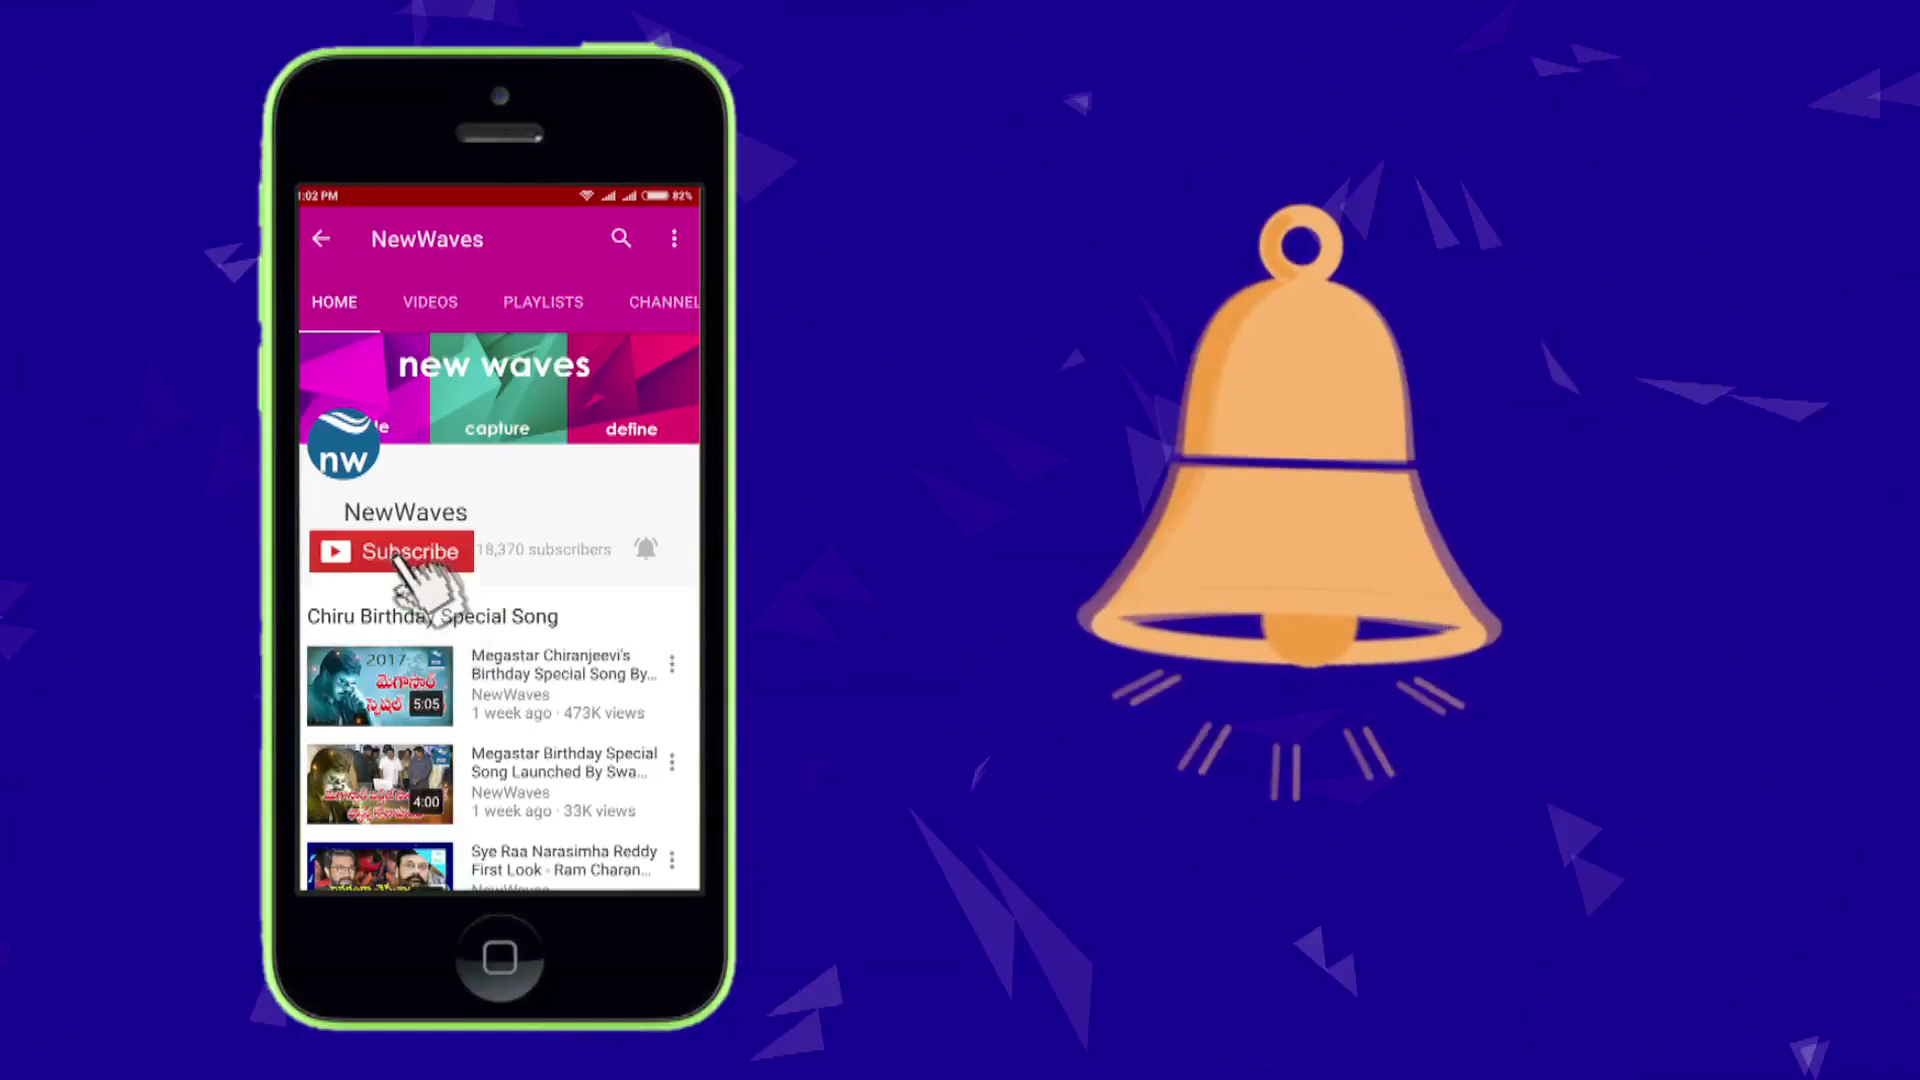 1:02 PM
82%
NewWaves
HOME VIDEOS PLAYLISTS CHANNEL
new waves
capture define
nw
NewWaves
Subscribe 18,370 subscribers
Chiru Birthday Special Song
2017
మెగాస్టార్
స్పెషల్
5:05
Megastar Chiranjeevi's
Birthday Special Song By...
NewWaves
1 week ago · 473K views
4:00
Megastar Birthday Special
Song Launched By Swa...
NewWaves
1 week ago · 33K views
Sye Raa Narasimha Reddy
First Look - Ram Charan...
NewWaves